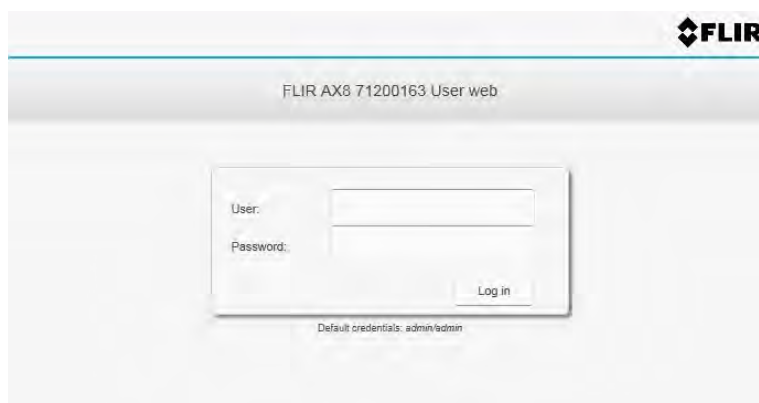 FLIR
FLIR AX8 71200163 User web
User:
Password:
Log in
Default credentials: admin/admin